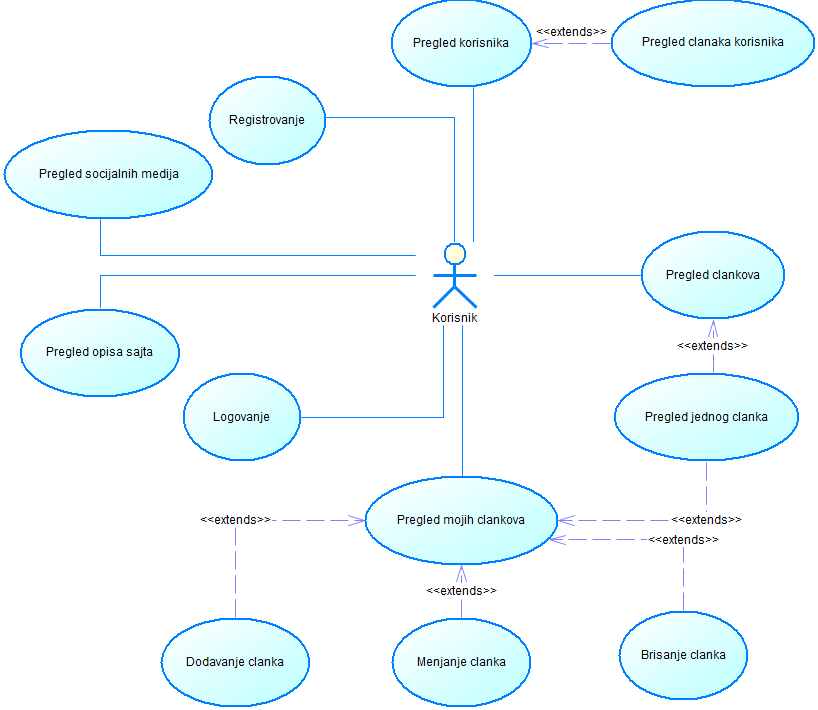 Pregled korisnika
<<extends>>
Pregled clanaka korisnika
Registrovanje
Pregled socijalnih medija
Korisnik
Pregled clankova
<<extends>>
Pregled opisa sajta
Logovanje
Pregled jednog clanka
<<extends>>
Pregled mojih clankova
<<extends>>
<<extends>>
<<extends>>
Dodavanje clanka
Menjanje clanka
Brisanje clanka